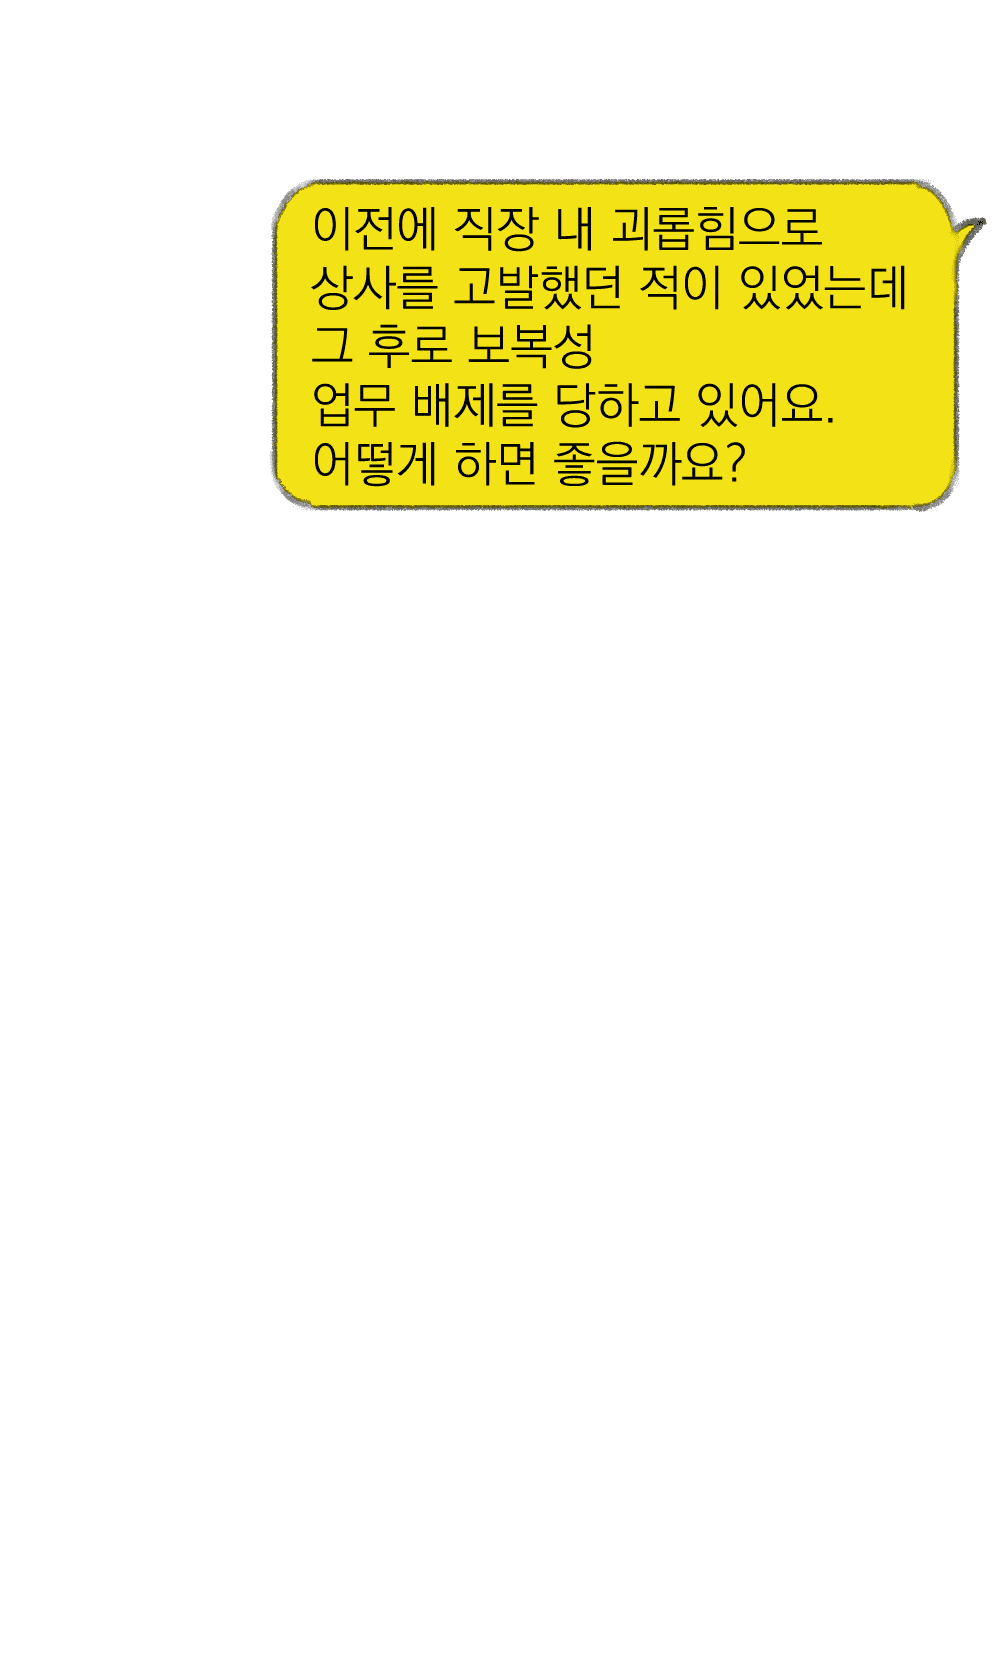 이전에 직장 내 괴롭힘으로
상사를 고발했던 적이 있었는데
그 후로 보복성
업무 배제를 당하고 있어요.
어떻게 하면 좋을까요?